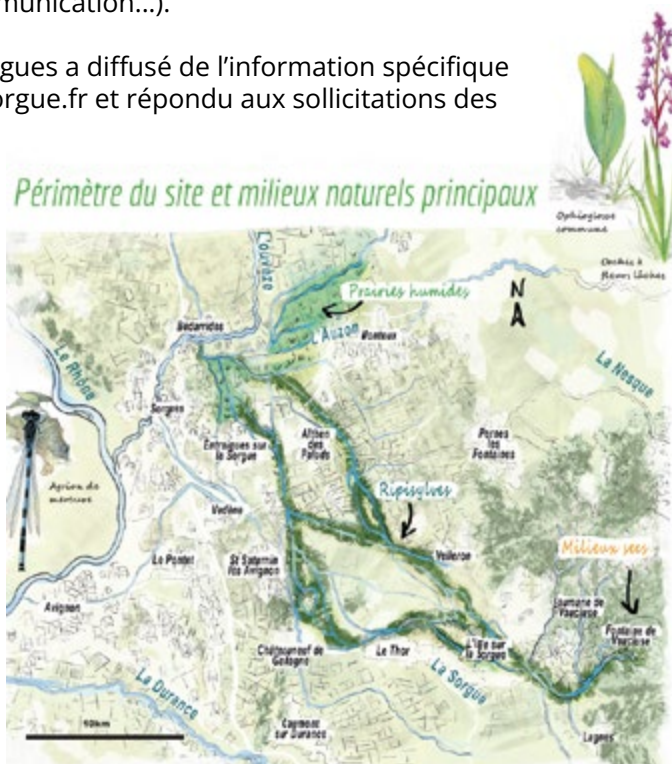 munication...).
gues a diffusé de l'information spécifique
orgue.fr et répondu aux sollicitations des
Périmètre du site et milieux naturels principaux
Ophioglosse
commune
Orchis à
fleurs lâches
L'Ouvèze
Prairies humides
N
Bédarrides
L'Auzon
Monteux
Le Rhône
La Nesque
Sorgues
Entraigues sur
la Sorgue
Althen
des
Paluds
Pernes
les
Fontaines
Agrion de
mercure
Ripisylves
Vedène
Milieux secs
Le Pontet
St Saturnin
lès Avignon
Velleron
Avignon
Saumane de
Vaucluse
Fontaine de
Vaucluse
Châteauneuf de
Gadagne
Le Thor
L'Isle sur
la Sorgue
La Sorgue
La Durance
10km
Caumont
sur Durance
Lagnes